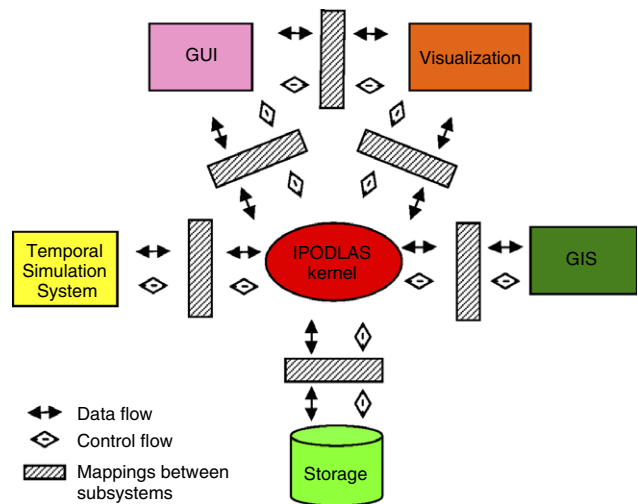 GUI
Visualization
Temporal
Simulation
System
IPODLAS
kernel
GIS
Data flow
Control flow
Mappings between
subsystems
Storage